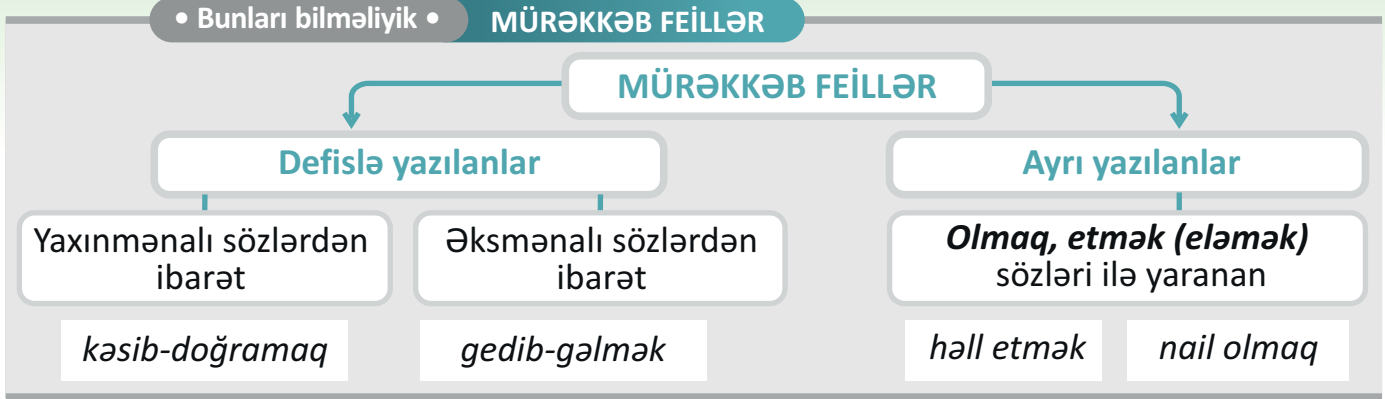 • Bunları bilməliyik •
MÜRƏKKƏB FEİLLƏR
MÜRƏKKƏB FEİLLƏR
Defislə yazılanlar
Ayrı yazılanlar
Yaxınmənalı sözlərdən
ibarət
Əksmənalı sözlərdən
ibarət
Olmaq, etmək (eləmək)
sözləri ilə yaranan
kəsib-doğramaq
gedib-gəlmək
həll etmək
nail olmaq